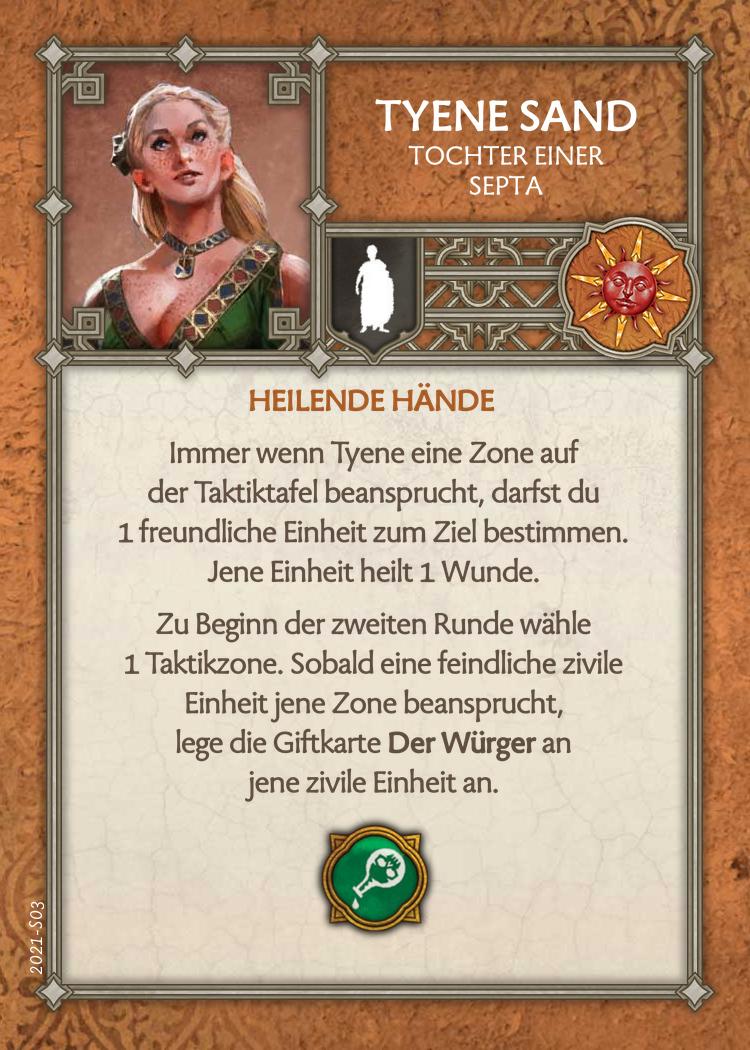 TYENE SAND
TOCHTER EINER
SEPTA
HEILENDE HÄNDE
Immer wenn Tyene eine Zone auf
der Taktiktafel beansprucht, darfst du
1 freundliche Einheit zum Ziel bestimmen.
Jene Einheit heilt 1 Wunde.
Zu Beginn der zweiten Runde wähle
1 Taktikzone. Sobald eine feindliche zivile
Einheit jene Zone beansprucht,
lege die Giftkarte Der Würger an
jene zivile Einheit an.
2021-S03